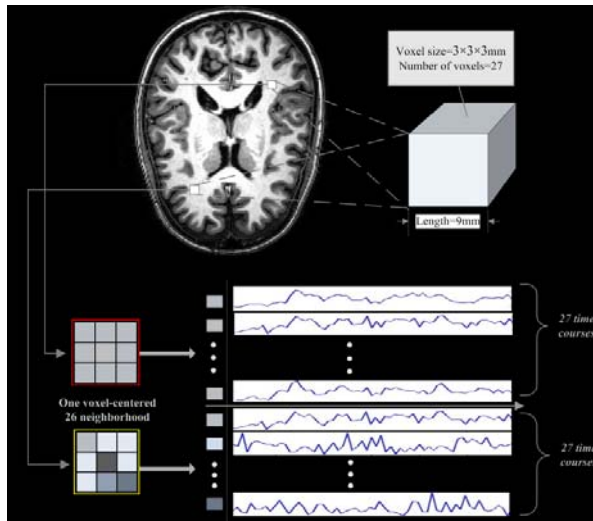 Voxel size=3×3×3mm
Number of voxels=27
Length=9mm
27 time
courses
One voxel-centered
26 neighborhood
27 time
courses